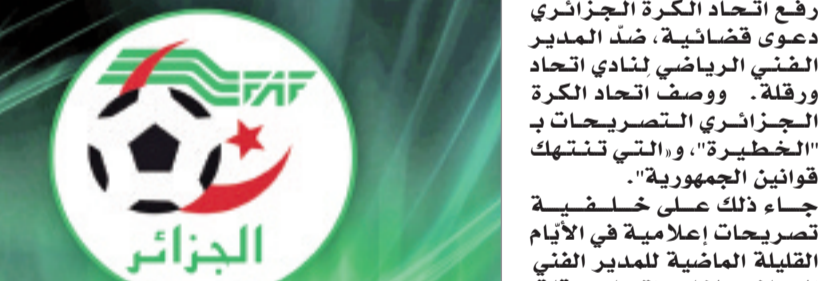 رفع اتحاد الكرة الجزائري
دعوى قضائية، ضدّ المدير
الفني الرياضي لِنادي اتحاد
ورقلة. ووصف اتحاد الكرة
الجزائري التصريحات بـ
"الخطيرة"، و«التي تنتهك
قوانين الجمهورية".
جاء ذلك على خلفية
تصريحات إعلامية في الأيّام
القليلة الماضية للمدير الفني
FAF
الجزائر